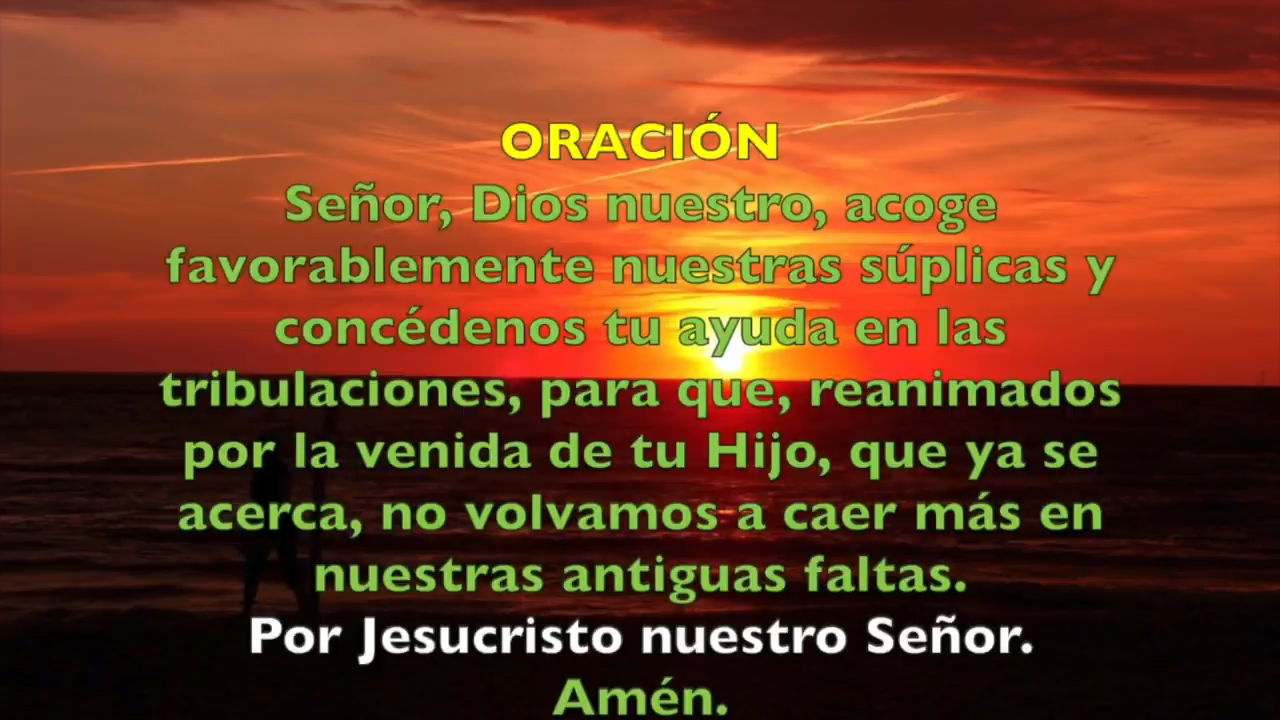 ORACIÓN
Señor, Dios nuestro, acoge
favorablemente nuestras súplicas y
concédenos tu ayuda en las
tribulaciones, para que, reanimados
por la venida de tu Hijo, que ya se
acerca, no volvamos a caer más en
nuestras antiguas faltas.
Por Jesucristo nuestro Señor.
Amén.